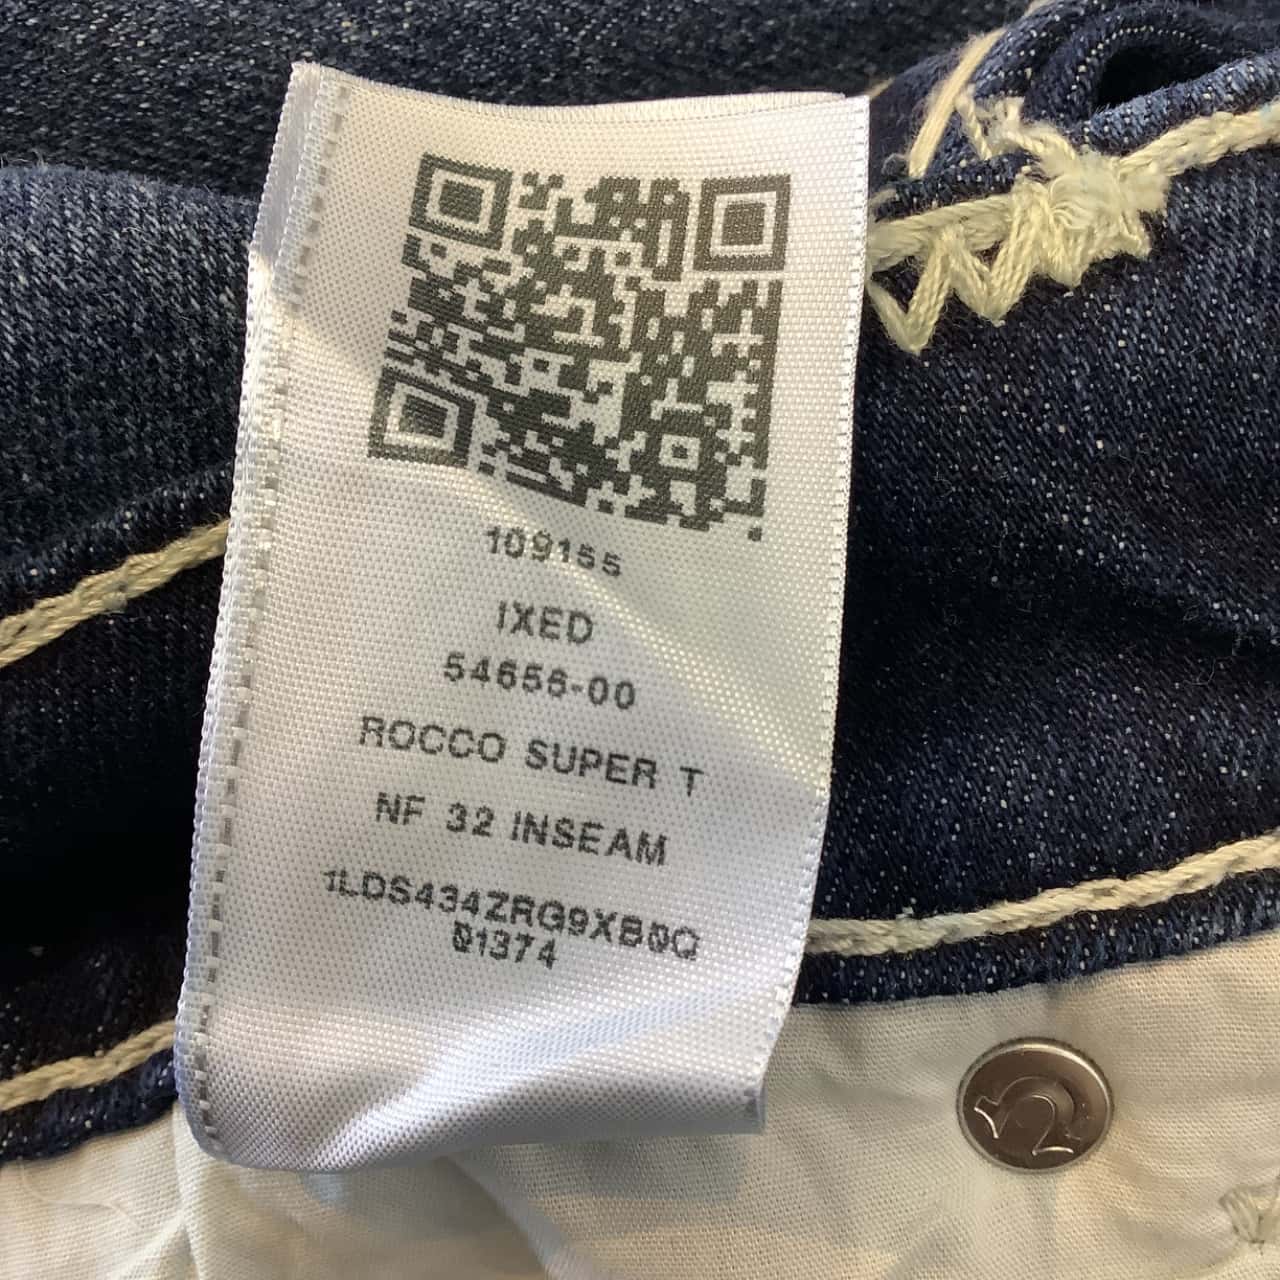 109155
IXED
54656-00
ROCCO SUPER T
NF 32 INSEAM
1LDS434ZRG9XB0Q
01374